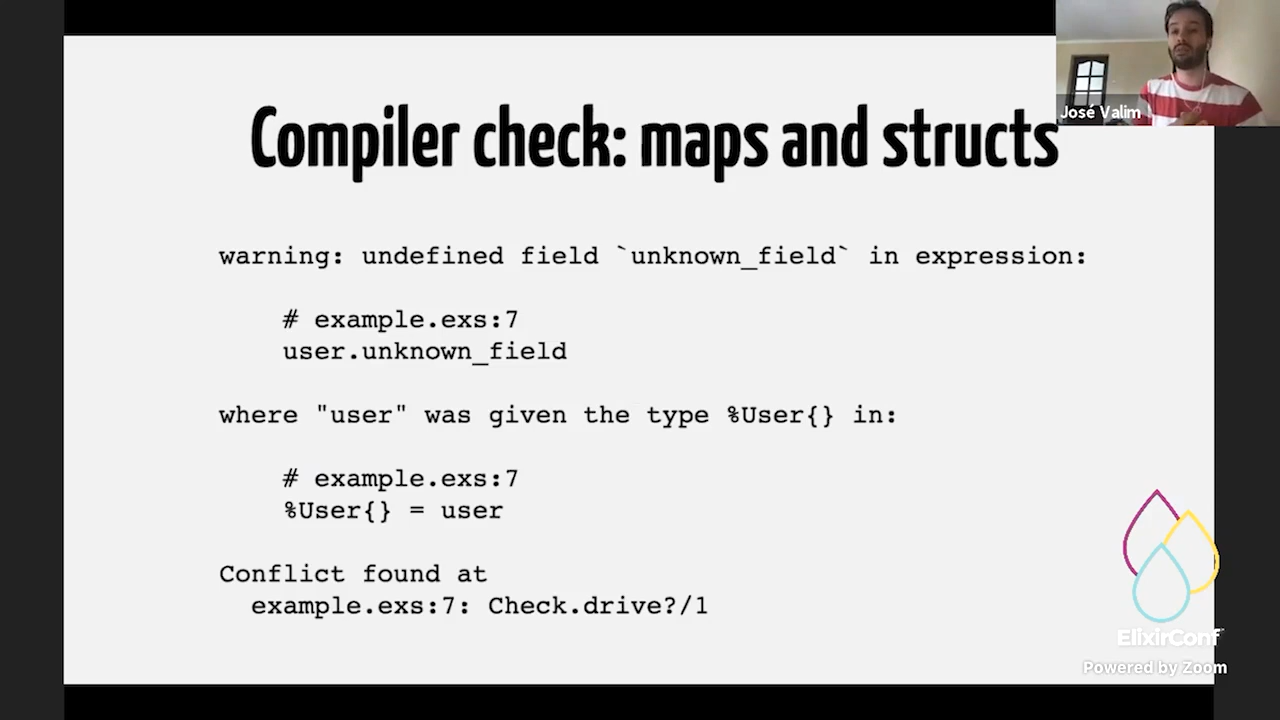 Compiler check: maps and structs
José Valim
warning: undefined field `unknown_field` in expression:
# example.exs:7
user.unknown_field
where "user" was given the type %User{} in:
# example.exs:7
%User{} = user
Conflict found at
example.exs:7: Check.drive?/1
ElixirConf
Powered by Zoom